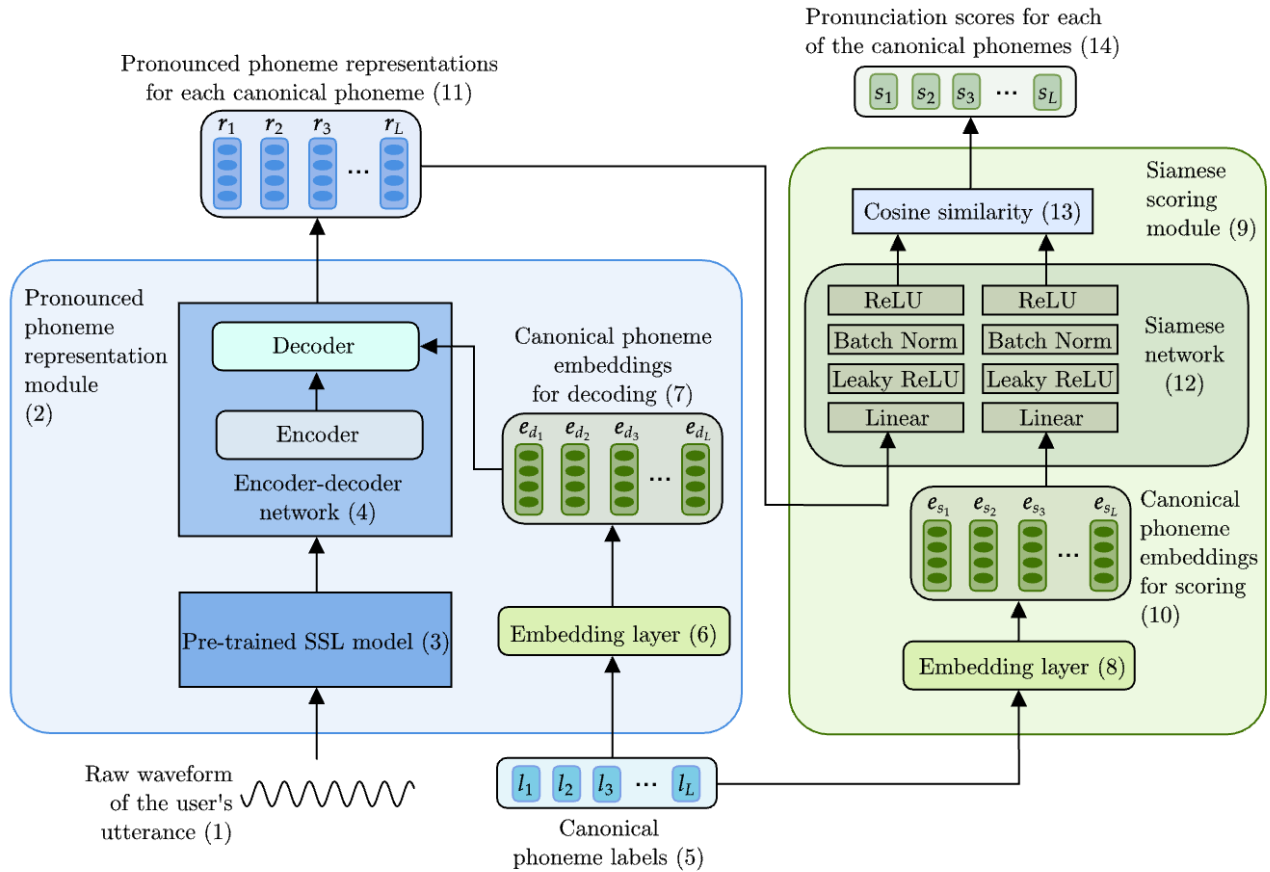 Pronunciation scores for each
of the canonical phonemes (14)
s1 s2 s3 ... sL
Pronounced phoneme representations
for each canonical phoneme (11)
r1 r2 r3 rL
...
Siamese
scoring
module (9)
Cosine similarity (13)
Pronounced
phoneme
representation
module
(2)
Decoder
Encoder
Encoder-decoder
network (4)
Canonical phoneme
embeddings
for decoding (7)
ed1 ed2 ed3 edL
...
ReLU
Batch Norm
Leaky ReLU
Linear
ReLU
Batch Norm
Leaky ReLU
Linear
Siamese
network
(12)
es1 es2 es3 esL
...
Canonical
phoneme
embeddings
for scoring
(10)
Pre-trained SSL model (3)
Embedding layer (6)
Embedding layer (8)
Raw waveform
of the user's
utterance (1)
l1 l2 l3 ... lL
Canonical
phoneme labels (5)